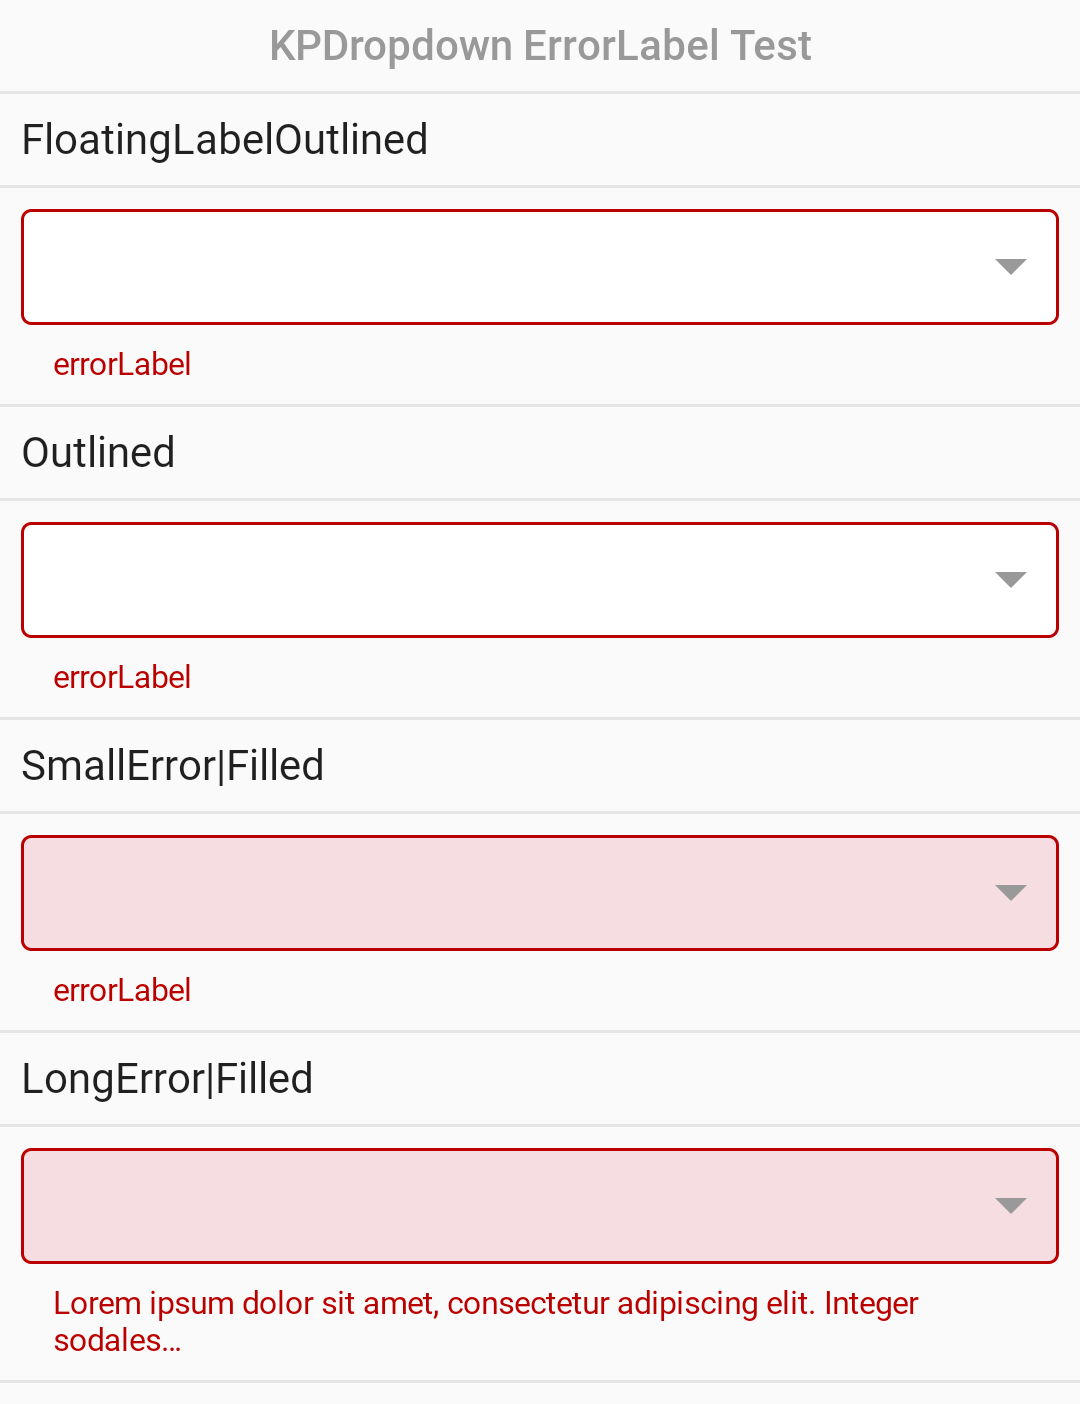 KPDropdown ErrorLabel Test
FloatingLabelOutlined
errorLabel
Outlined
errorLabel
SmallError|Filled
errorLabel
LongError|Filled
Lorem ipsum dolor sit amet, consectetur adipiscing elit. Integer
sodales…